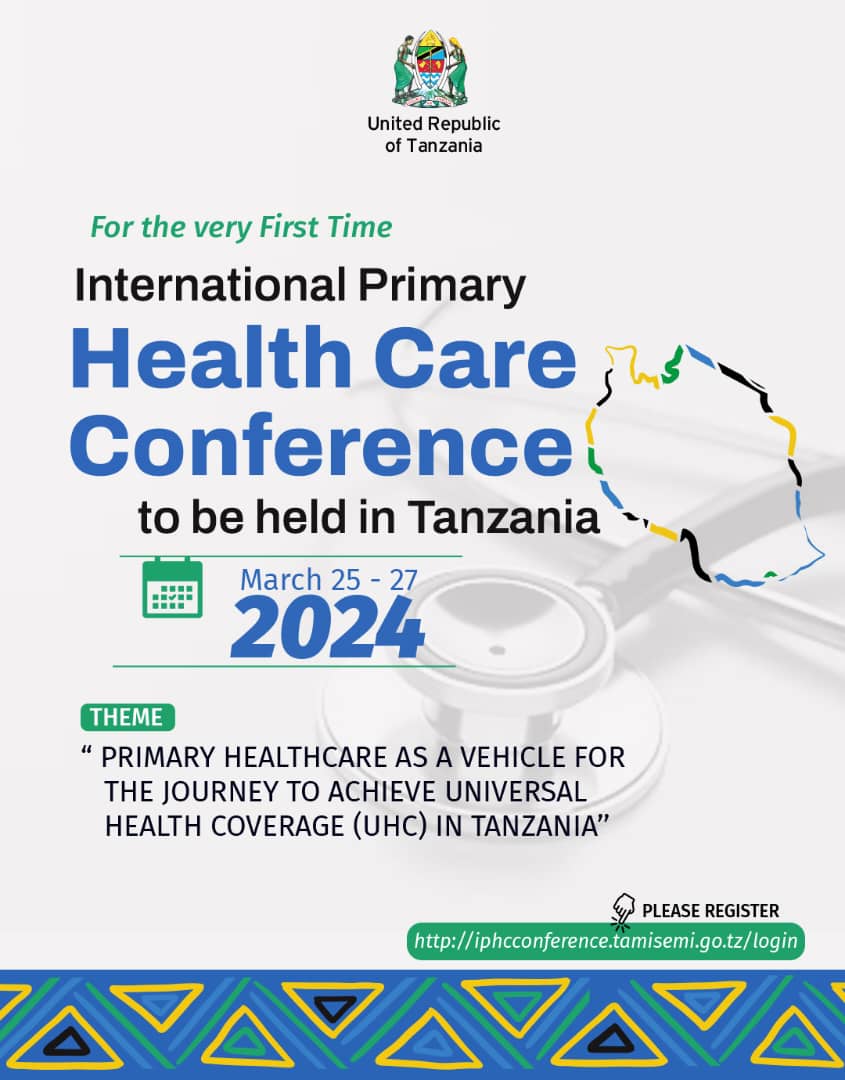 United Republic
of Tanzania
For the very First Time
International Primary
Health Care
Conference
to be held in Tanzania
March 25 - 27
2024
THEME
“ PRIMARY HEALTHCARE AS A VEHICLE FOR
THE JOURNEY TO ACHIEVE UNIVERSAL
HEALTH COVERAGE (UHC) IN TANZANIA”
PLEASE REGISTER
http://iphcconference.tamisemi.go.tz/login